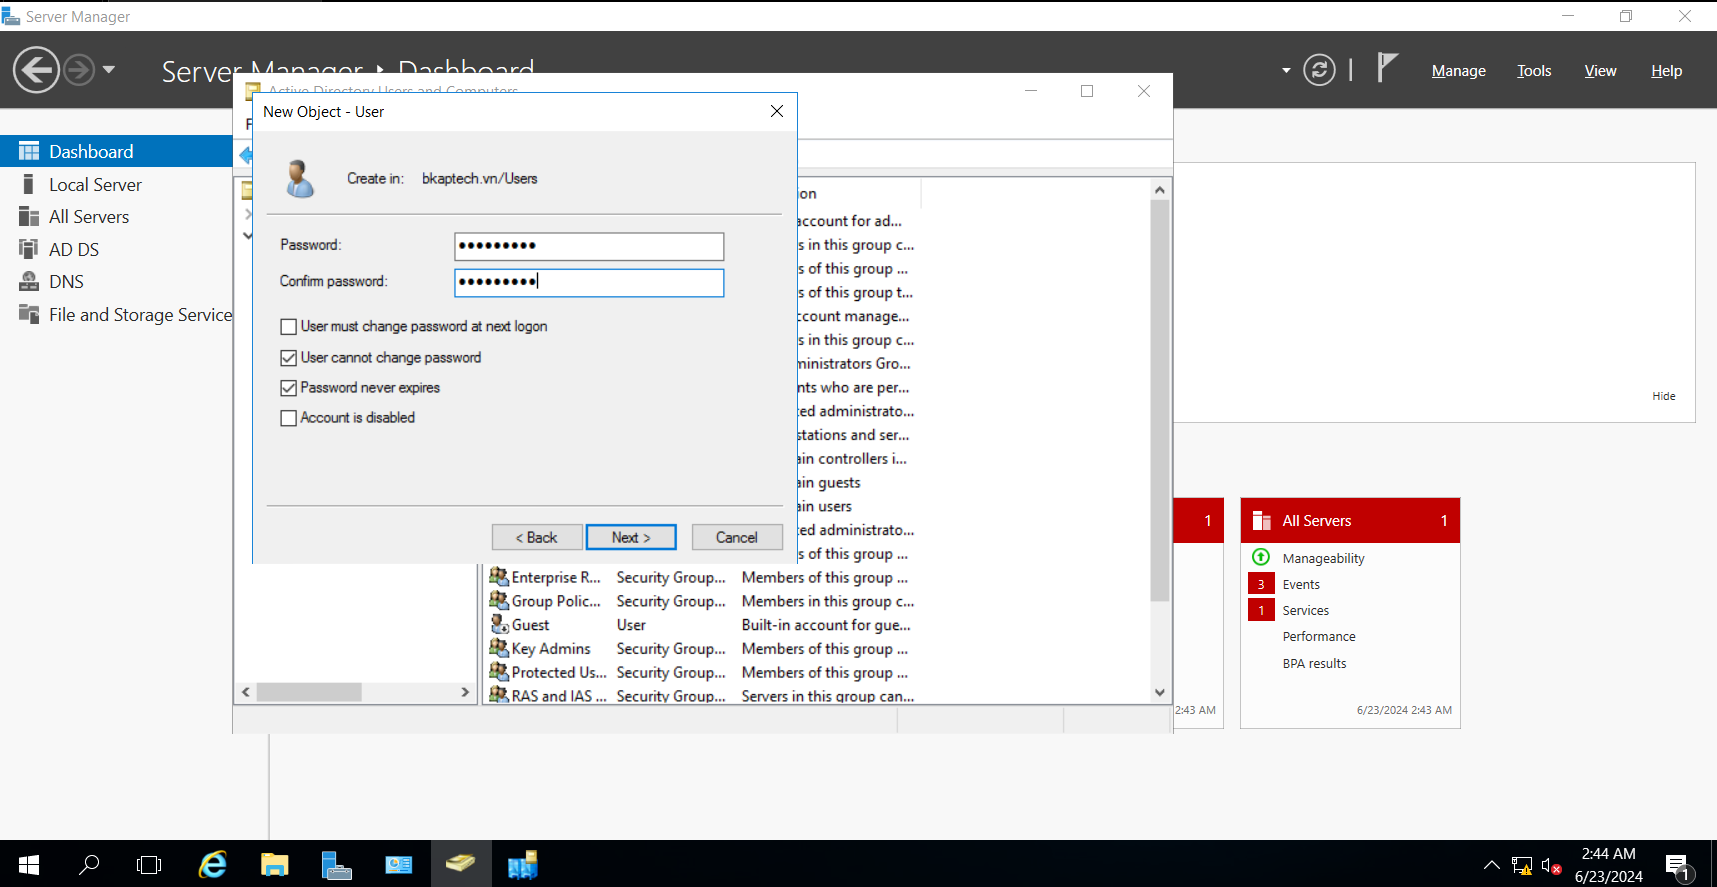 Server Manager
Server Manager ‣ Dashboard
Manage
Tools
View
Help
Dashboard
Local Server
All Servers
AD DS
DNS
File and Storage Service
Active Directory Users and Computers
F
New Object - User
Create in: bkaptech.vn/Users
Password: •••••••••
Confirm password: •••••••••
User must change password at next logon
User cannot change password
Password never expires
Account is disabled
< Back
Next >
Cancel
ion
account for ad...
s in this group c...
s of this group ...
s of this group t...
ccount manage...
s in this group c...
ministrators Gro...
nts who are per...
ted administrato...
stations and ser...
ain controllers i...
ain guests
ain users
ted administrato...
s of this group ...
Enterprise R... Security Group... Members of this group ...
Group Polic... Security Group... Members in this group c...
Guest User Built-in account for gue...
Key Admins Security Group... Members of this group ...
Protected Us... Security Group... Members of this group ...
RAS and IAS ... Security Group... Servers in this group can...
Hide
1
2:43 AM
All Servers 1
Manageability
3 Events
1 Services
Performance
BPA results
6/23/2024 2:43 AM
2:44 AM
6/23/2024
1